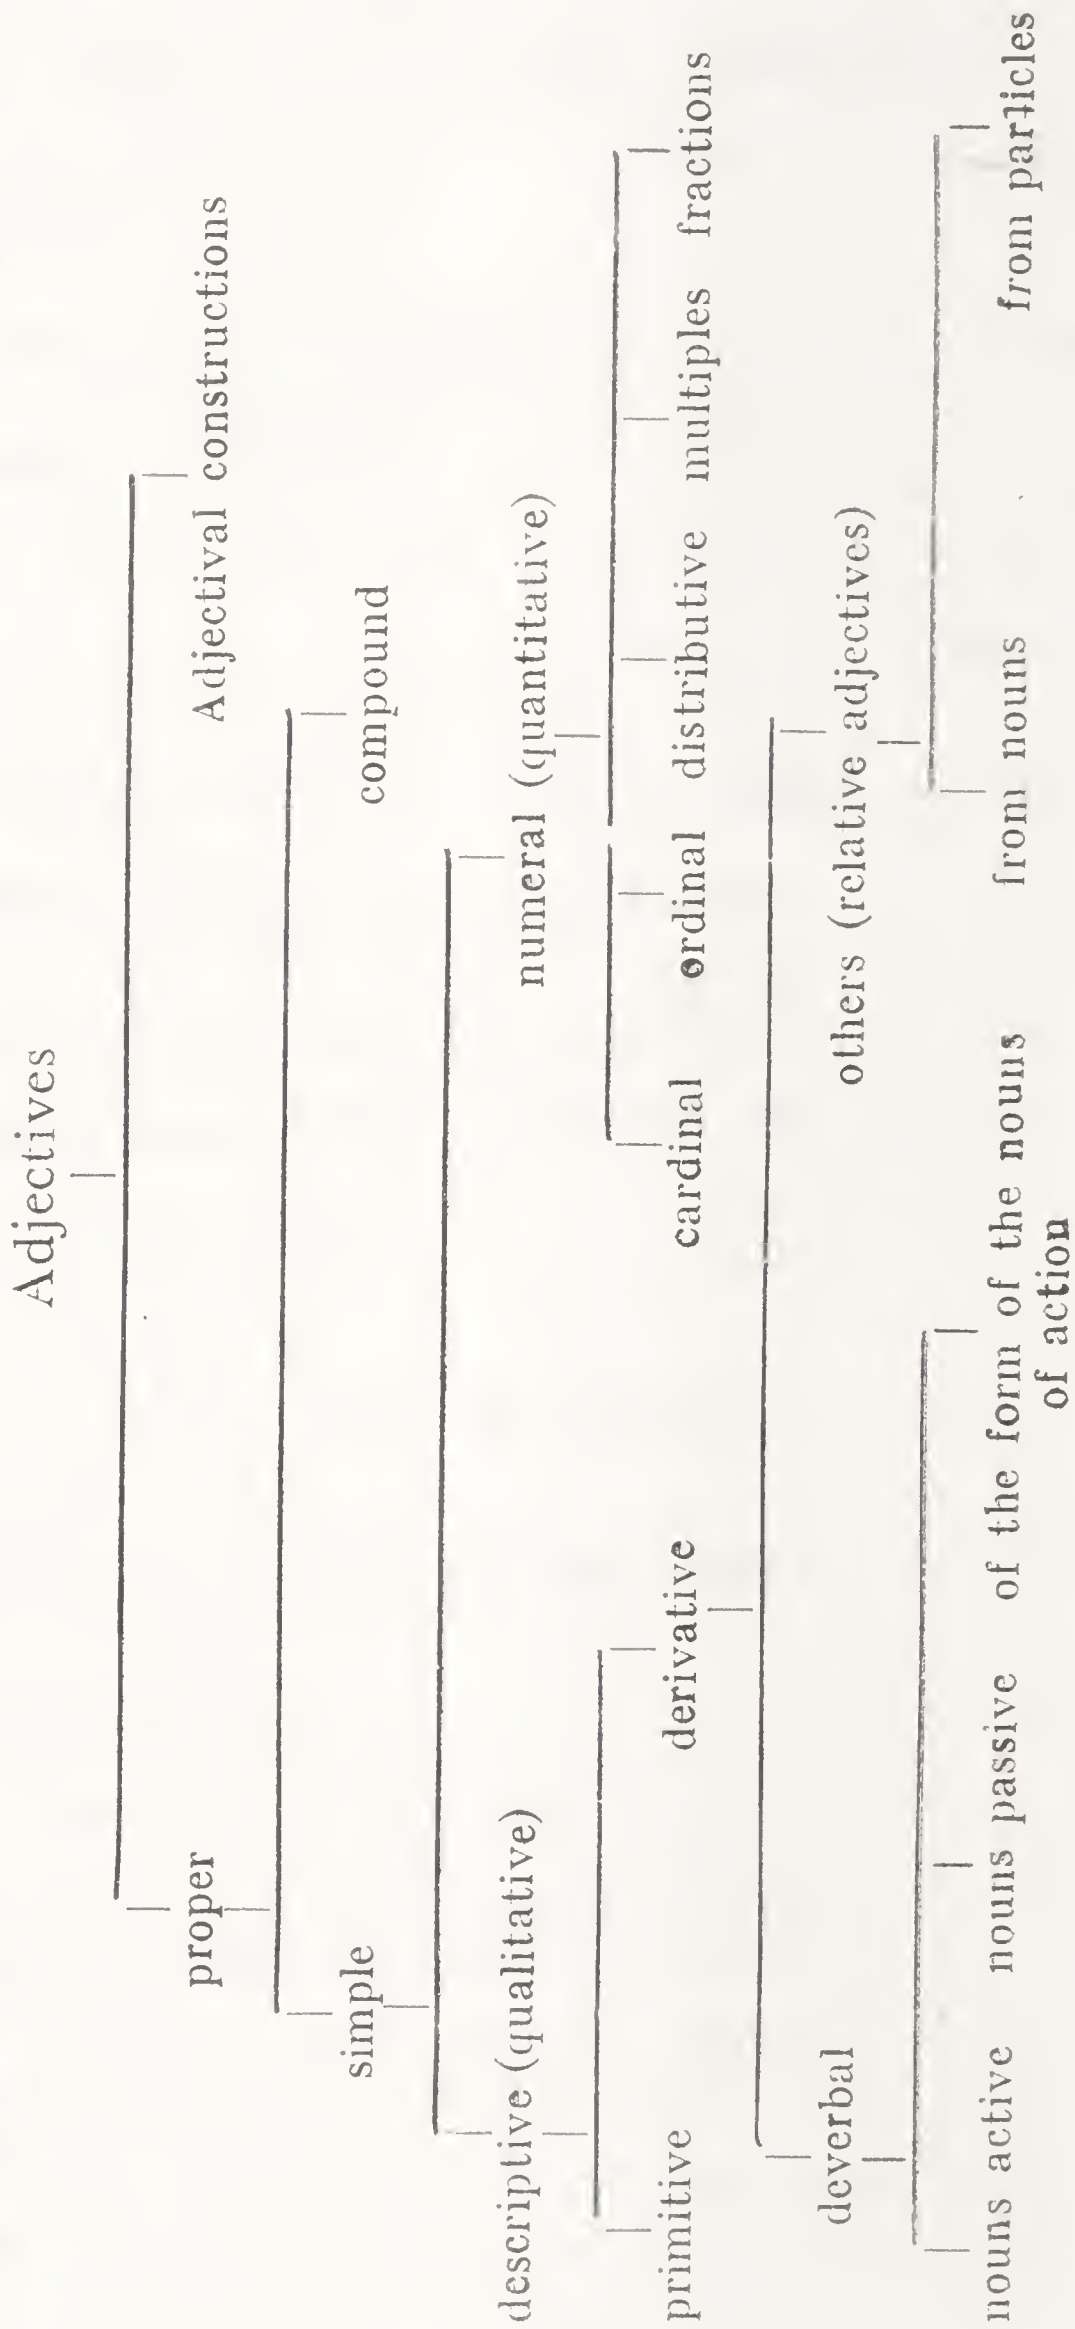 Adjectives
proper Adjectival constructions
simple compound
descriptive (qualitative) numeral (quantitative)
primitive derivative cardinal ordinal distributive multiples fractions
deverbal others (relative adjectives)
nouns active nouns passive of the form of the nouns from nouns from particles
of action